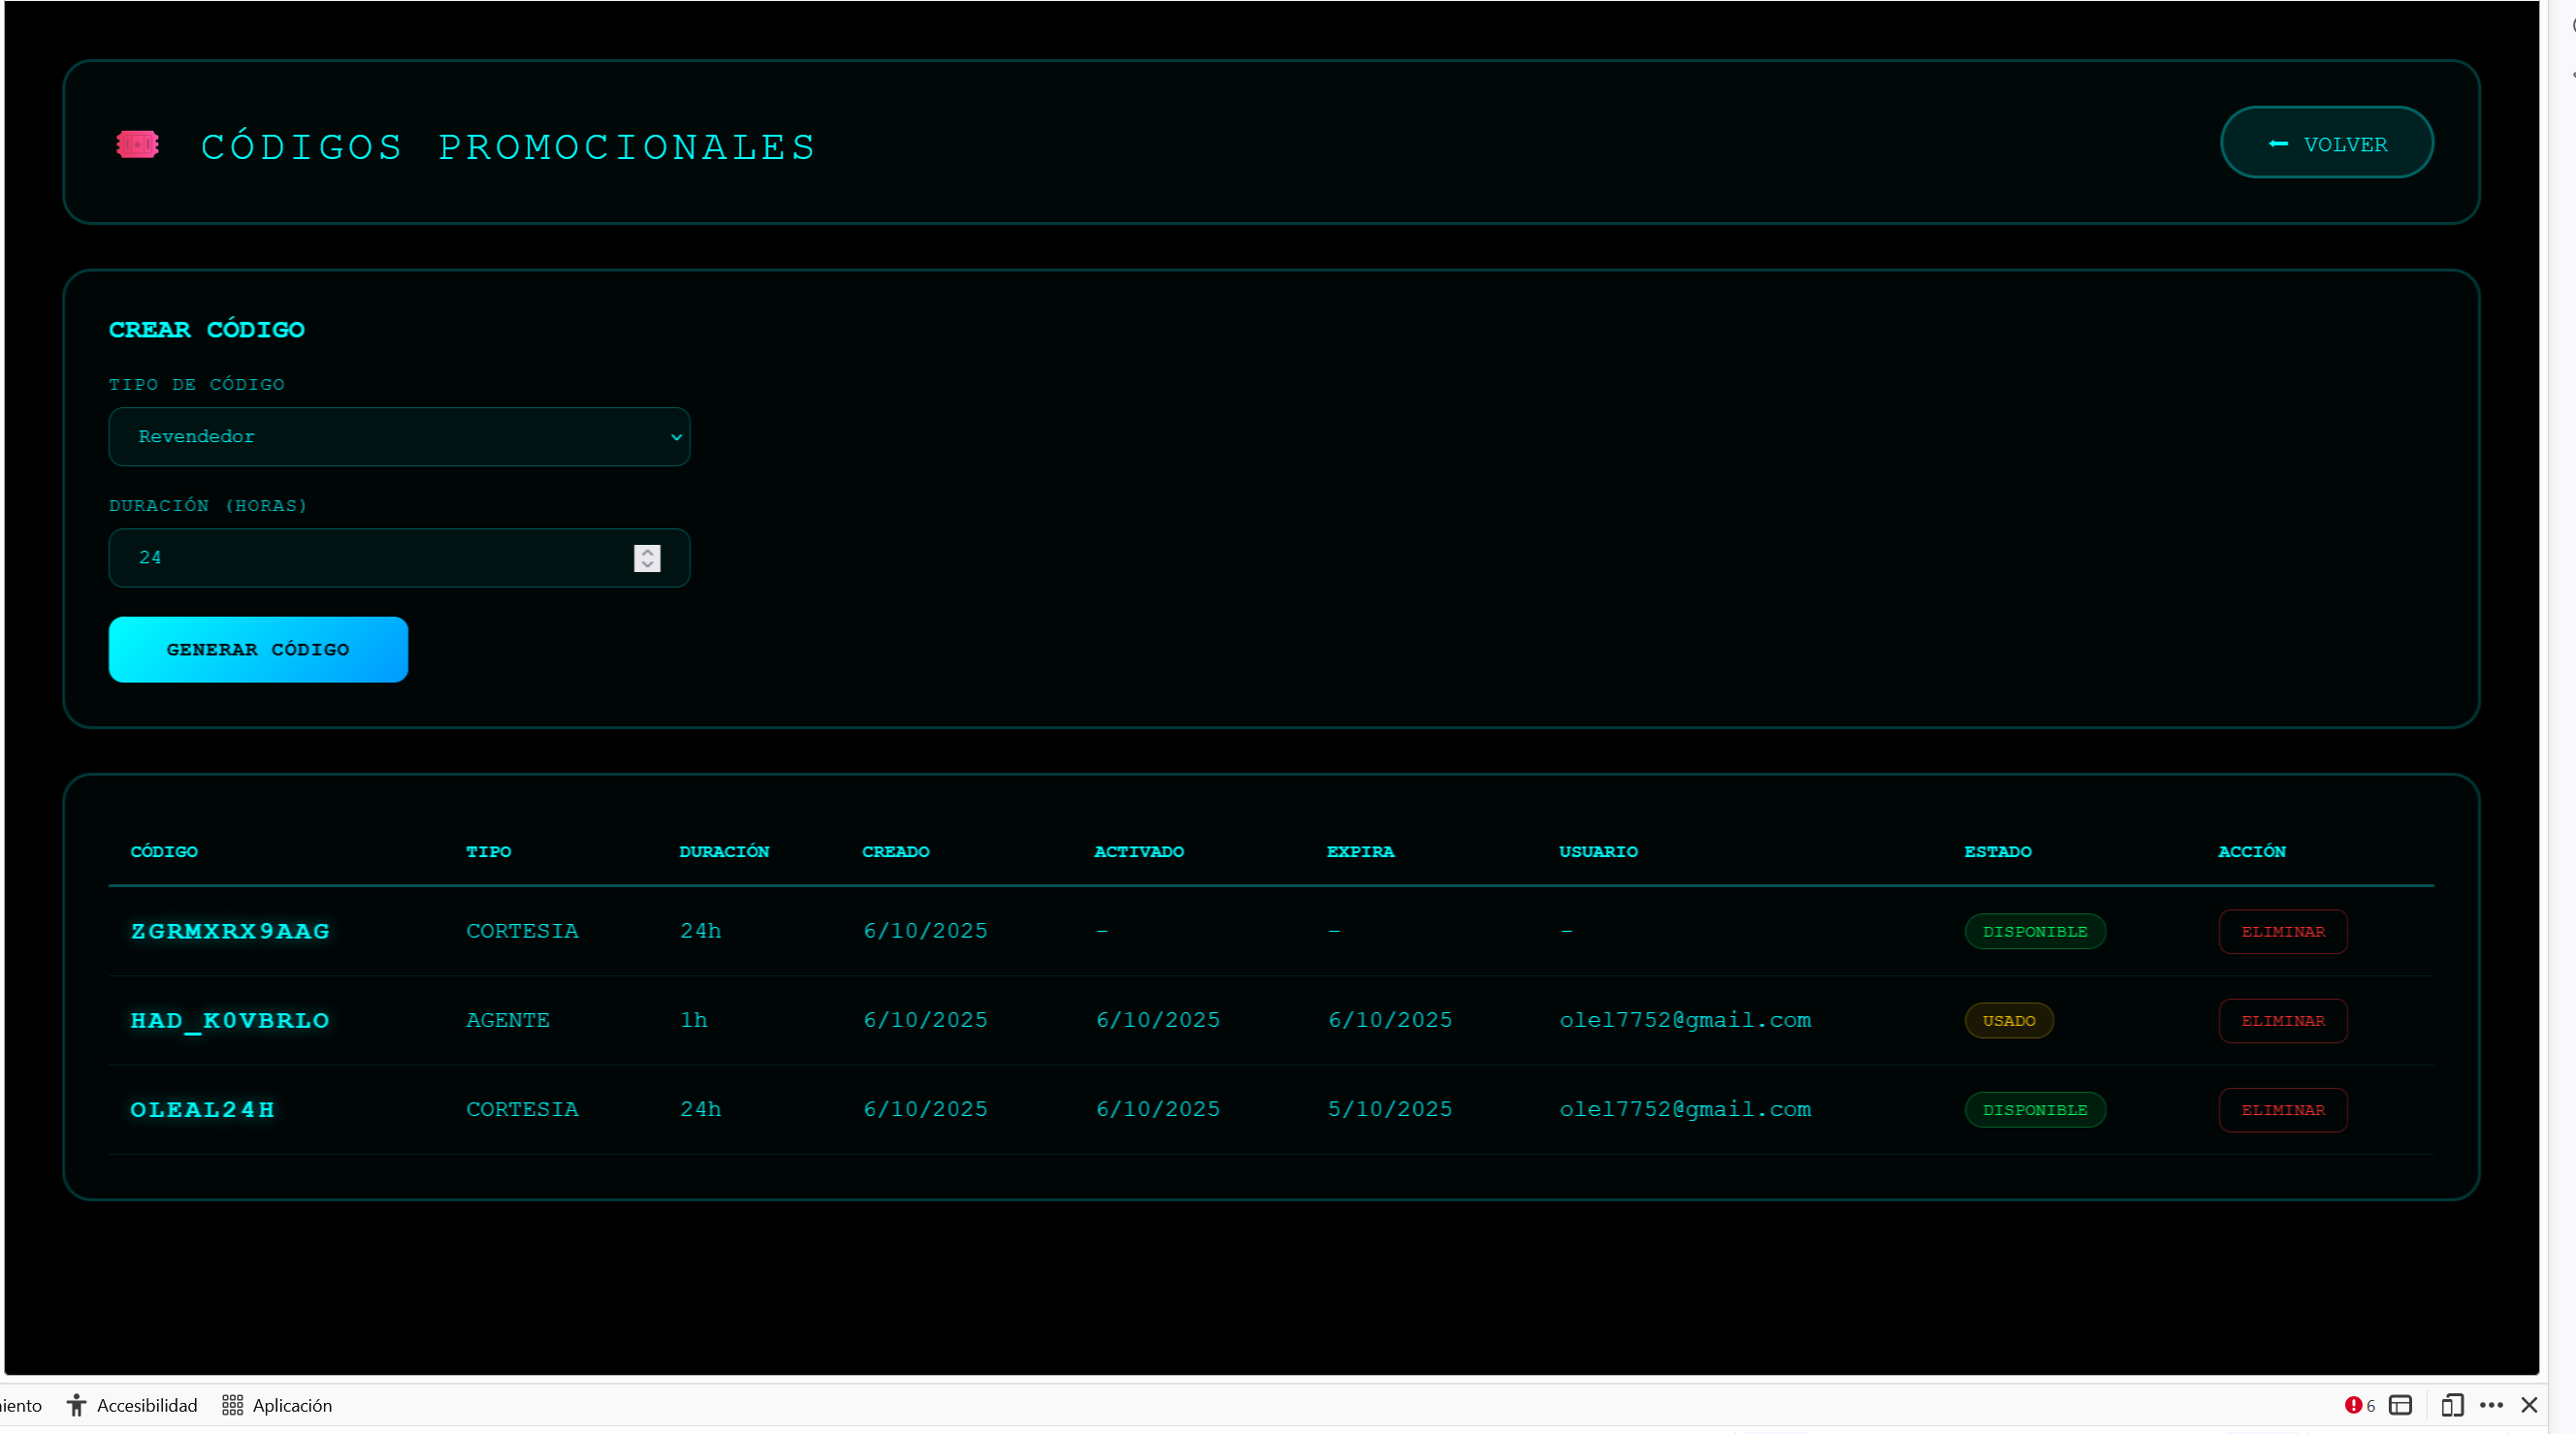 CÓDIGOS PROMOCIONALES
VOLVER
CREAR CÓDIGO
TIPO DE CÓDIGO
Revendedor
DURACIÓN (HORAS)
24
GENERAR CÓDIGO
CÓDIGO TIPO DURACIÓN CREADO ACTIVADO EXPIRA USUARIO ESTADO ACCIÓN
ZGRMXRX9AAG CORTESIA 24h 6/10/2025 - - - DISPONIBLE ELIMINAR
HAD_K0VBRLO AGENTE 1h 6/10/2025 6/10/2025 6/10/2025 olel7752@gmail.com USADO ELIMINAR
OLEAL24H CORTESIA 24h 6/10/2025 6/10/2025 5/10/2025 olel7752@gmail.com DISPONIBLE ELIMINAR
Accesibilidad Aplicación 6